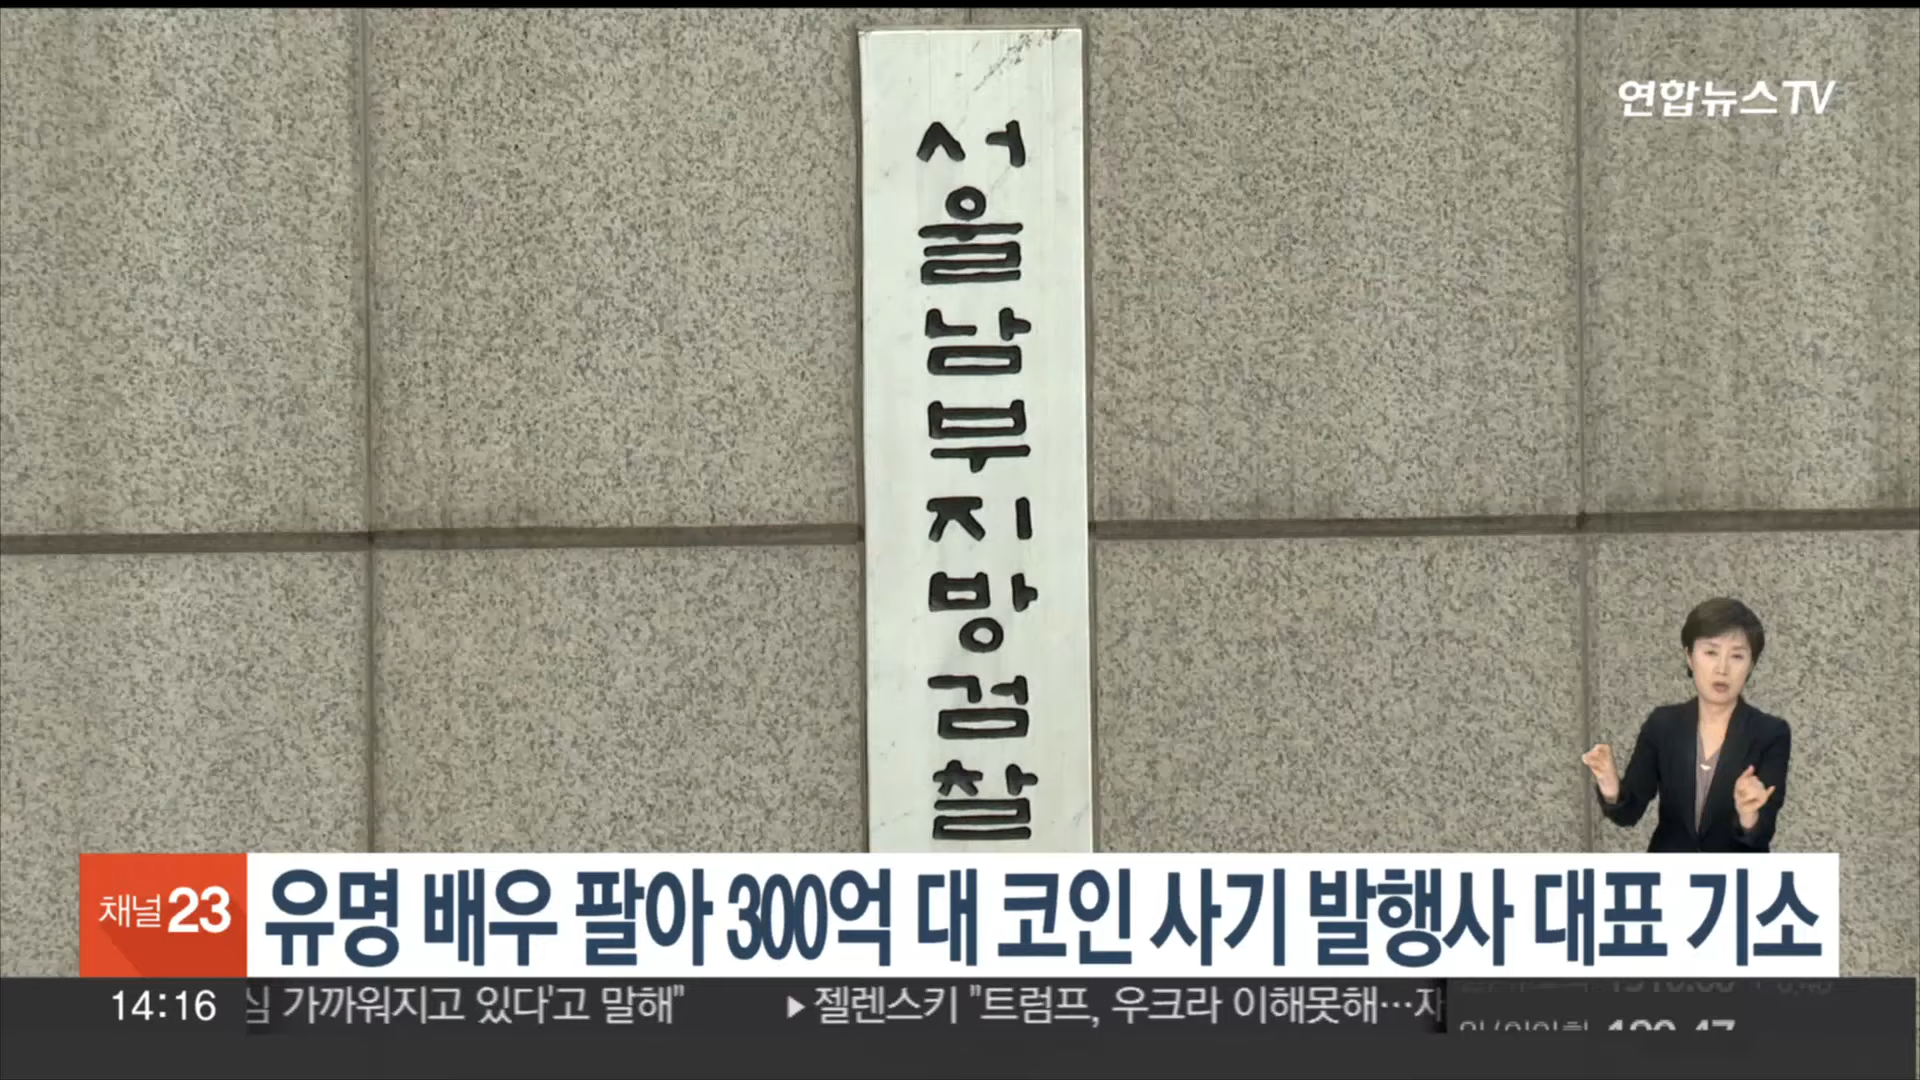 연합뉴스TV
서울남부지방검찰
채널 23
유명 배우 팔아 300억 대 코인 사기 발행사 대표 기소
14:16
심 가까워지고 있다'고 말해" ▶젤렌스키 "트럼프, 우크라 이해못해…